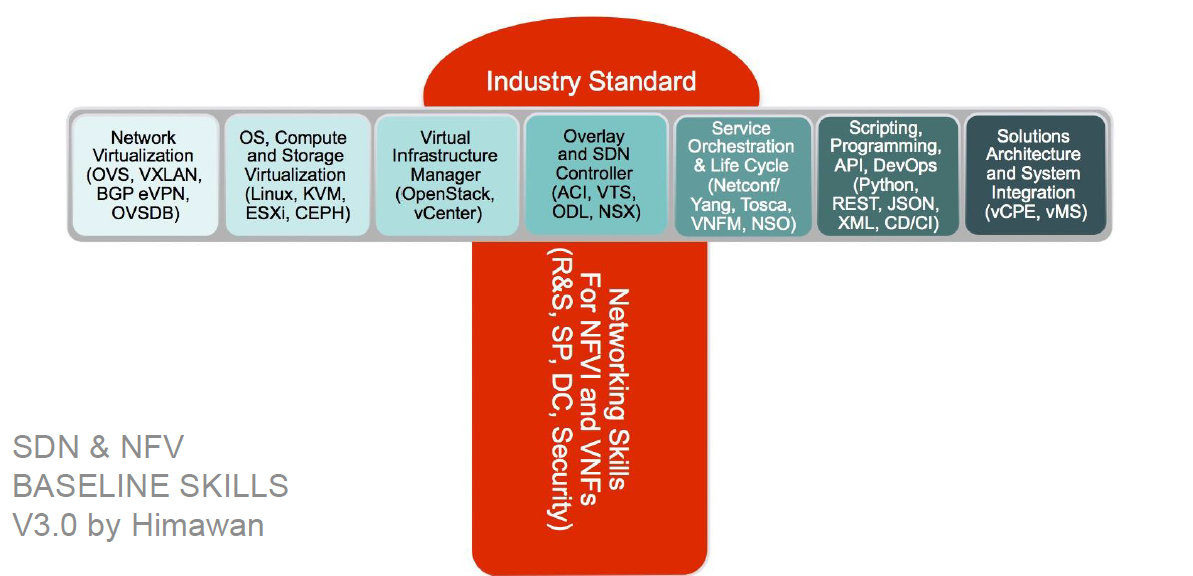 Industry Standard
Network
Virtualization
(OVS, VXLAN,
BGP eVPN,
OVSDB)
OS, Compute
and Storage
Virtualization
(Linux, KVM,
ESXi, CEPH)
Virtual
Infrastructure
Manager
(OpenStack,
vCenter)
Overlay
and SDN
Controller
(ACI, VTS,
ODL, NSX)
Service
Orchestration
& Life Cycle
(Netconf/
Yang, Tosca,
VNFM, NSO)
Scripting,
Programming,
API, DevOps
(Python,
REST, JSON,
XML, CD/CI)
Solutions
Architecture
and System
Integration
(vCPE, vMS)
Networking Skills
For NFVI and VNFs
(R&S, SP, DC, Security)
SDN & NFV
BASELINE SKILLS
V3.0 by Himawan